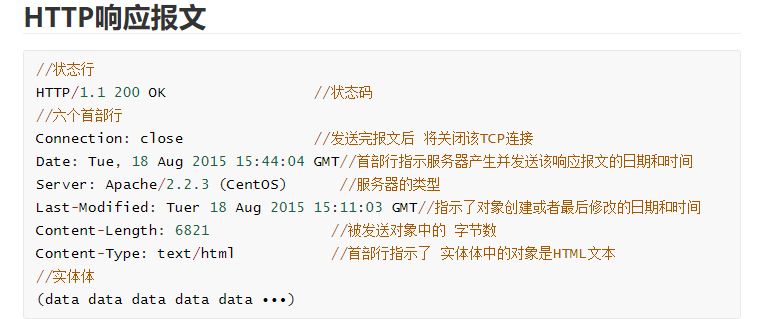 HTTP响应报文
//状态行
HTTP/1.1 200 OK //状态码
//六个首部行
Connection: close //发送完报文后 将关闭该TCP连接
Date: Tue, 18 Aug 2015 15:44:04 GMT//首部行指示服务器产生并发送该响应报文的日期和时间
Server: Apache/2.2.3 (CentOS) //服务器的类型
Last-Modified: Tuer 18 Aug 2015 15:11:03 GMT//指示了对象创建或者最后修改的日期和时间
Content-Length: 6821 //被发送对象中的 字节数
Content-Type: text/html //首部行指示了 实体体中的对象是HTML文本
//实体体
(data data data data data •••)